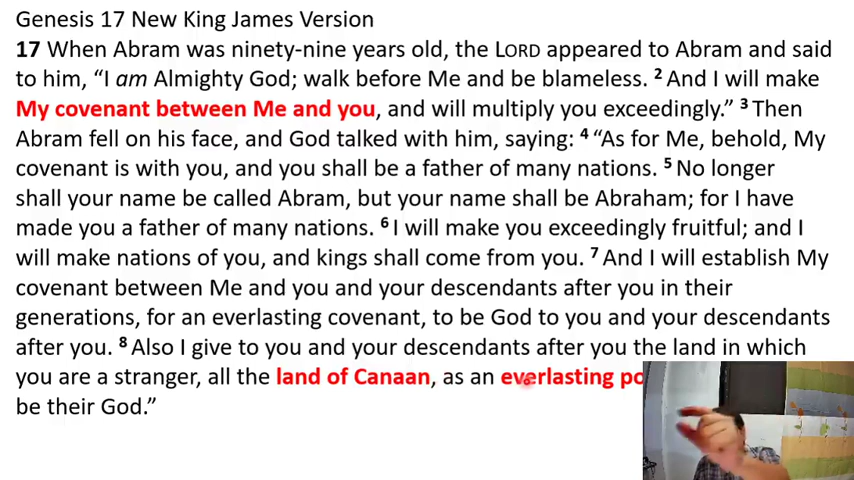 Genesis 17 New King James Version
17 When Abram was ninety-nine years old, the LORD appeared to Abram and said
to him, “I am Almighty God; walk before Me and be blameless. 2 And I will make
My covenant between Me and you, and will multiply you exceedingly.” 3 Then
Abram fell on his face, and God talked with him, saying: 4 “As for Me, behold, My
covenant is with you, and you shall be a father of many nations. 5 No longer
shall your name be called Abram, but your name shall be Abraham; for I have
made you a father of many nations. 6 I will make you exceedingly fruitful; and I
will make nations of you, and kings shall come from you. 7 And I will establish My
covenant between Me and you and your descendants after you in their
generations, for an everlasting covenant, to be God to you and your descendants
after you. 8 Also I give to you and your descendants after you the land in which
you are a stranger, all the land of Canaan, as an everlasting
be their God.”